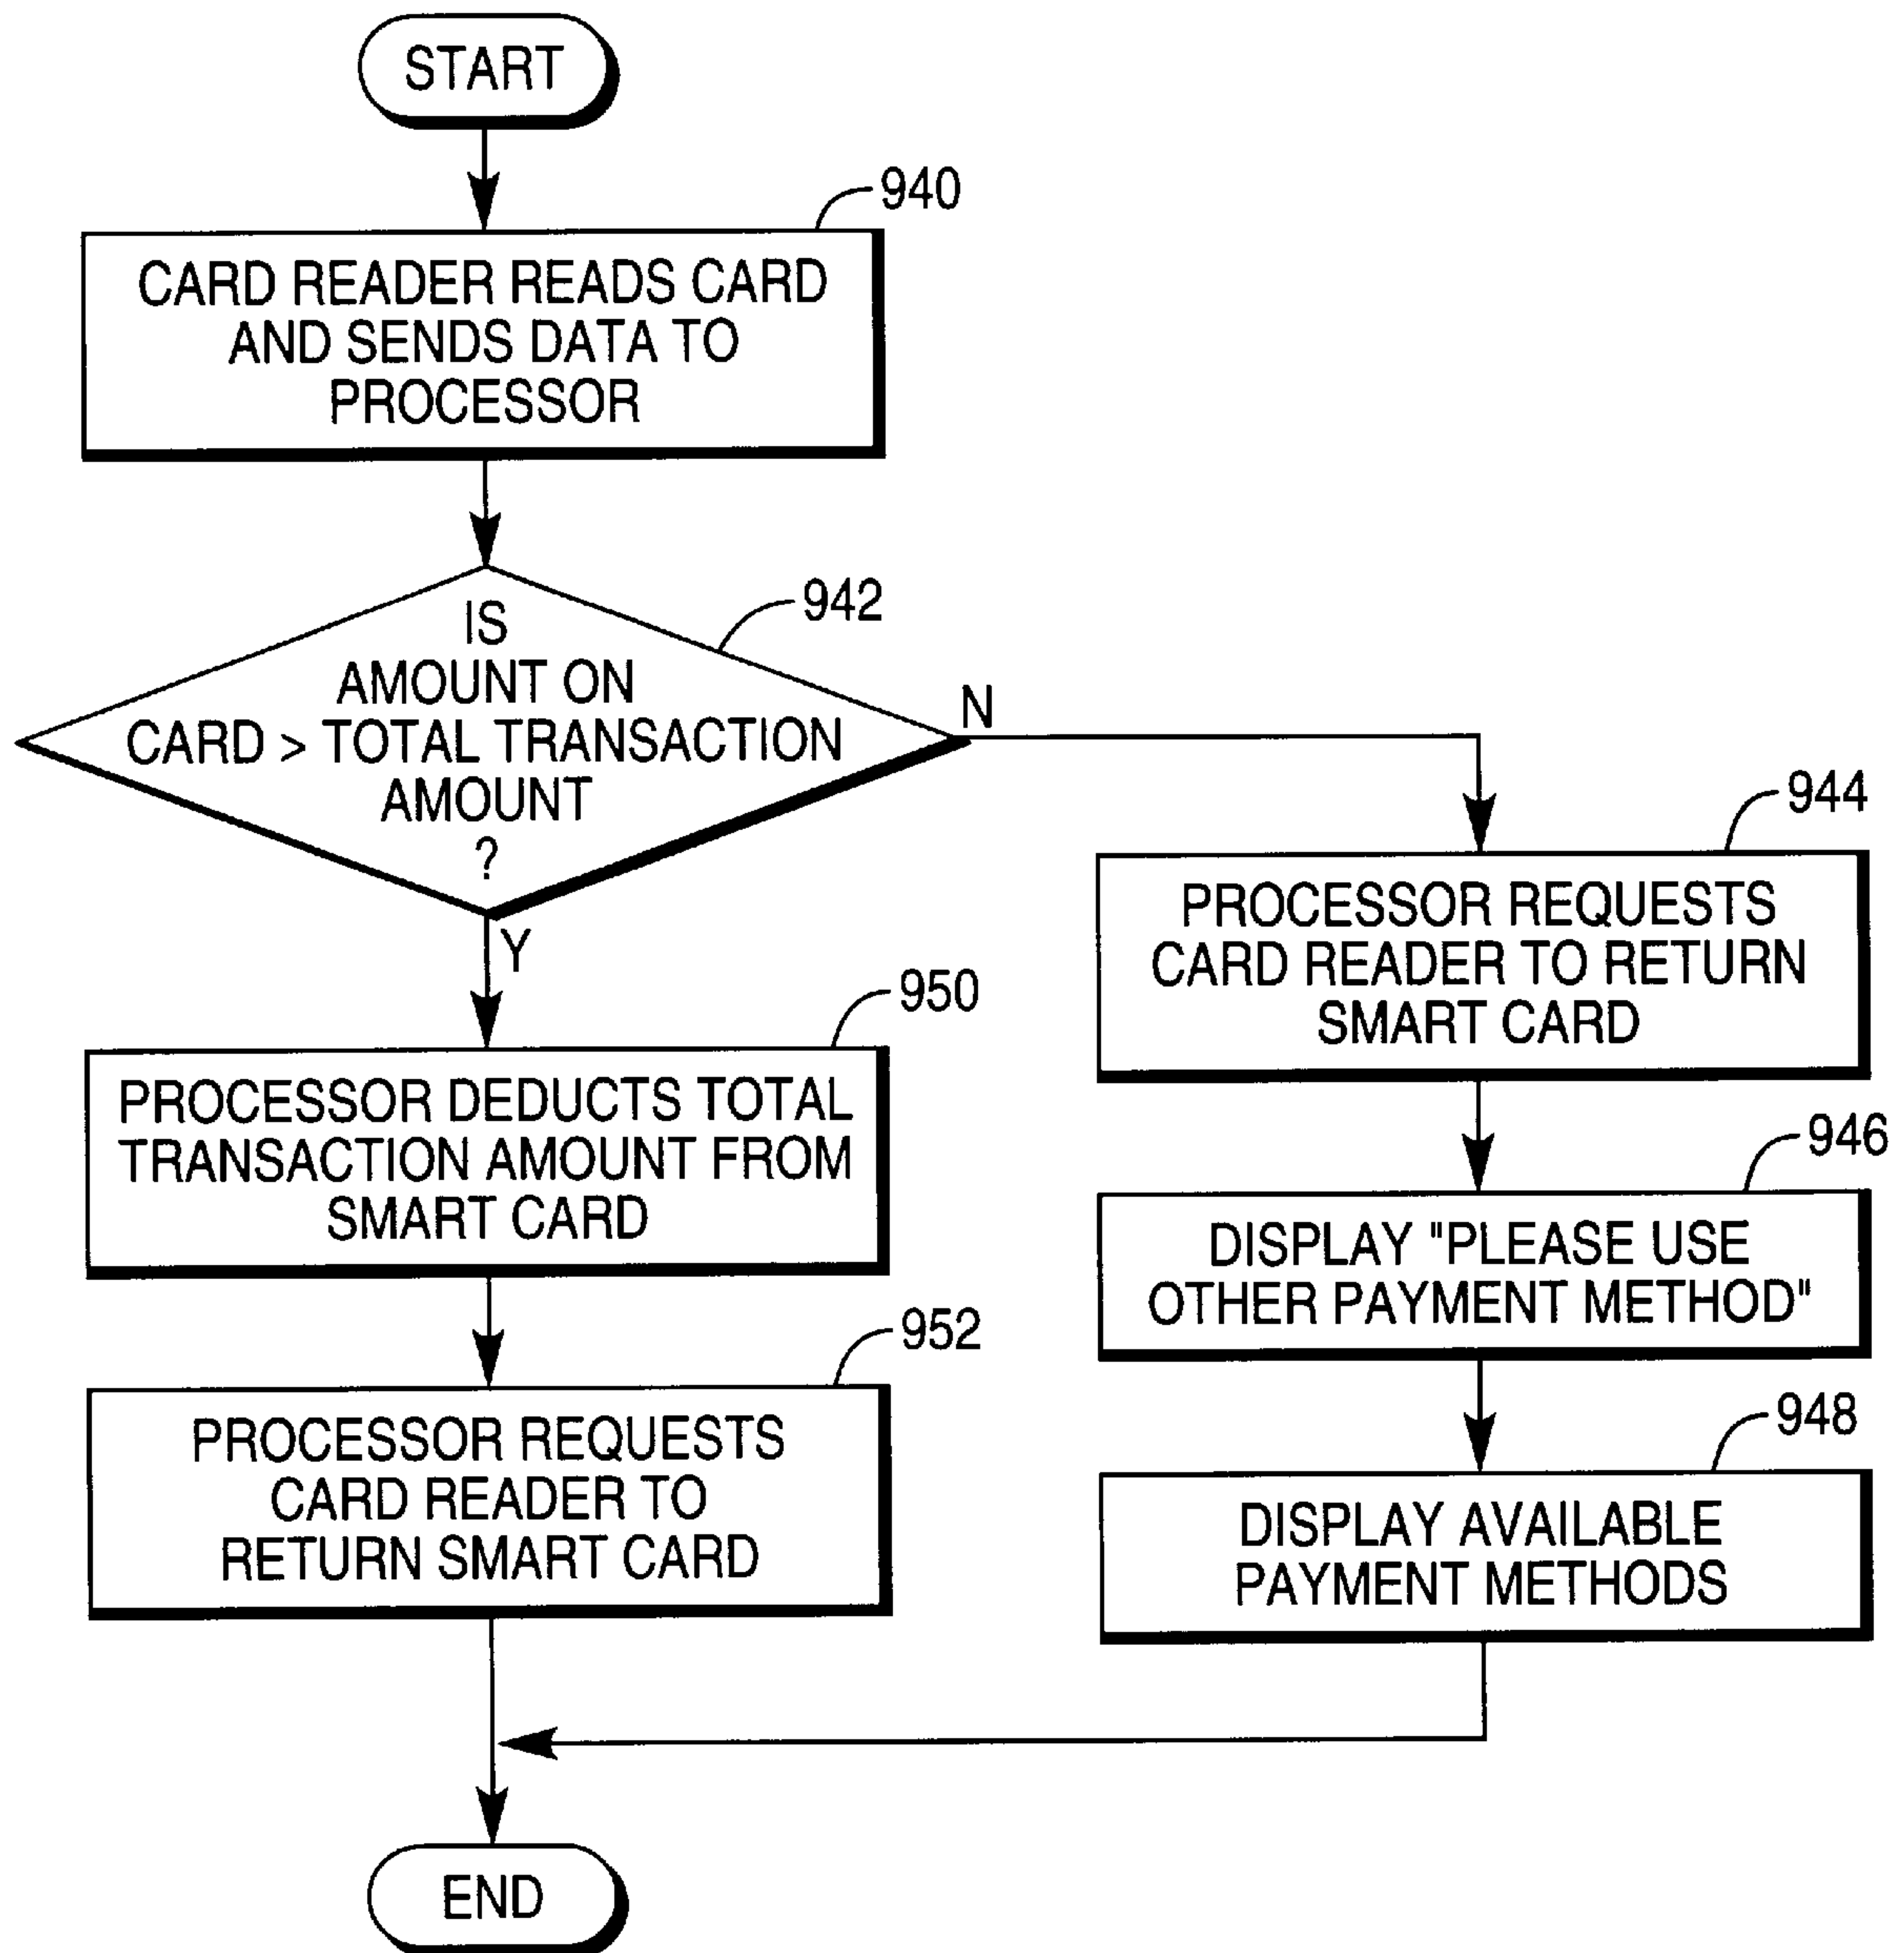 START
940
CARD READER READS CARD
AND SENDS DATA TO
PROCESSOR
942
IS
AMOUNT ON
CARD > TOTAL TRANSACTION
AMOUNT
?
N
Y
944
PROCESSOR REQUESTS
CARD READER TO RETURN
SMART CARD
950
PROCESSOR DEDUCTS TOTAL
TRANSACTION AMOUNT FROM
SMART CARD
946
DISPLAY "PLEASE USE
OTHER PAYMENT METHOD"
952
PROCESSOR REQUESTS
CARD READER TO
RETURN SMART CARD
948
DISPLAY AVAILABLE
PAYMENT METHODS
END